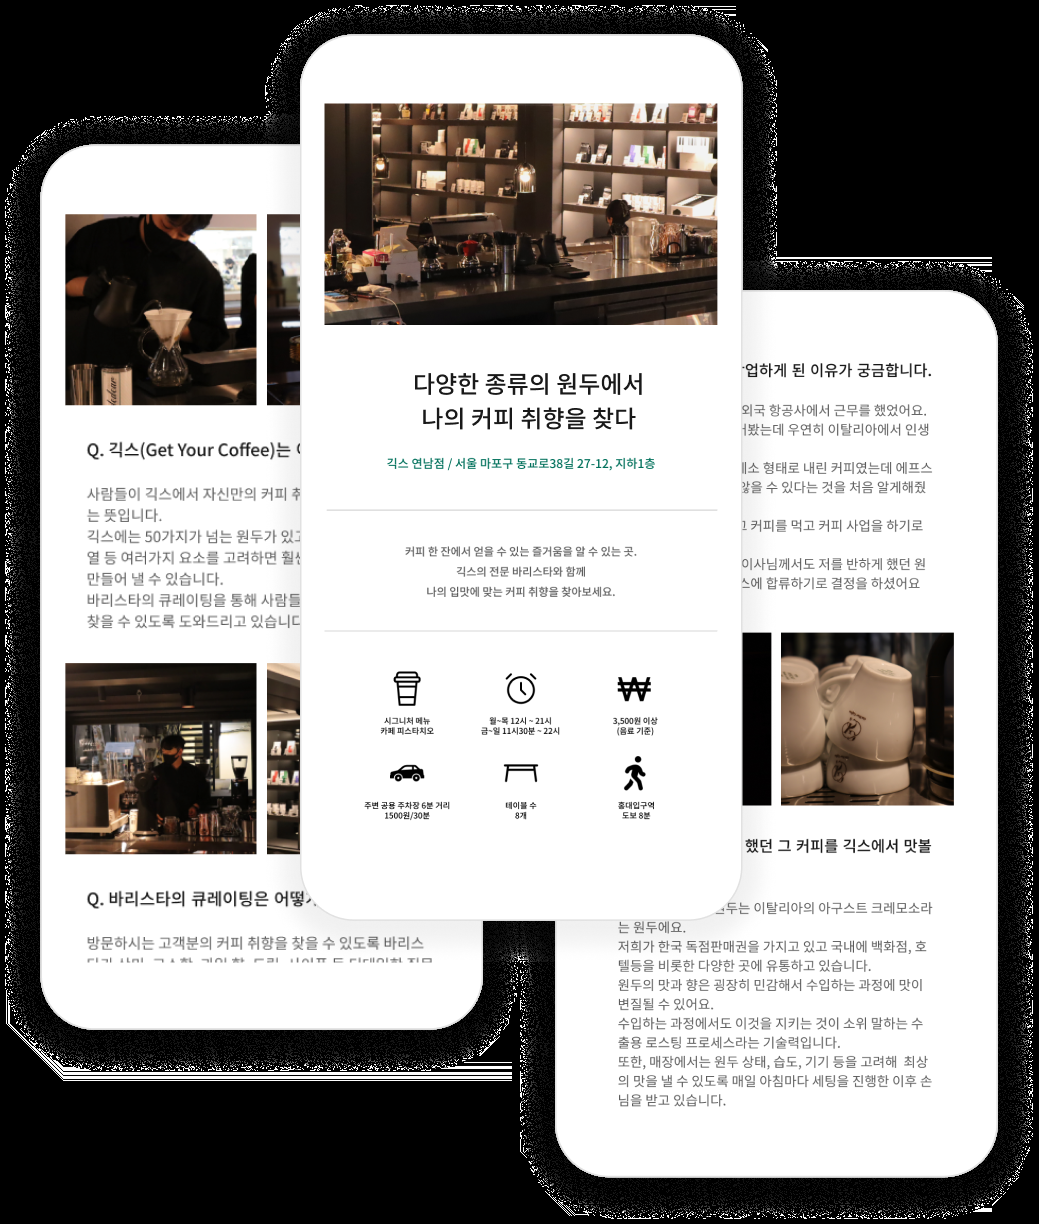 다양한 종류의 원두에서
나의 커피 취향을 찾다
긱스 연남점 / 서울 마포구 동교로38길 27-12, 지하1층
커피 한 잔에서 얻을 수 있는 즐거움을 알 수 있는 곳.
긱스의 전문 바리스타와 함께
나의 입맛에 맞는 커피 취향을 찾아보세요.
시그니처 메뉴
카페 피스타치오
월~목 12시 ~ 21시
금~일 11시30분 ~ 22시
3,500원 이상
(음료 기준)
주변 공용 주차장 6분 거리
1500원/30분
테이블 수
8개
홍대입구역
도보 8분
Q. 긱스(Get Your Coffee)는
사람들이 긱스에서 자신만의 커피
는 뜻입니다.
긱스에는 50가지가 넘는 원두가
열 등 여러가지 요소를 고려하면
만들어 낼 수 있습니다.
바리스타의 큐레이팅을 통해 사람들
찾을 수 있도록 도와드리고 있습니다
Q. 바리스타의 큐레이팅은
방문하시는 고객분의 커피 취향을 찾을 수 있도록 바리스
업하게 된 이유가 궁금합니다.
외국 항공사에서 근무를 했었어요.
봤는데 우연히 이탈리아에서 인생
형태로 내린 커피였는데 에프스
않을 수 있다는 것을 처음 알게해줬
커피를 먹고 커피 사업을 하기로
이사님께서도 저를 반하게 했던 원
스에 합류하기로 결정을 하셨어요
했던 그 커피를 긱스에서 맛볼
원두는 이탈리아의 아구스트 크레모소라
는 원두에요.
저희가 한국 독점판매권을 가지고 있고 국내에 백화점, 호
텔등을 비롯한 다양한 곳에 유통하고 있습니다.
원두의 맛과 향은 굉장히 민감해서 수입하는 과정에 맛이
변질될 수 있어요.
수입하는 과정에서도 이것을 지키는 것이 소위 말하는 수
출용 로스팅 프로세스라는 기술력입니다.
또한, 매장에서는 원두 상태, 습도, 기기 등을 고려해 최상
의 맛을 낼 수 있도록 매일 아침마다 세팅을 진행한 이후 손
님을 받고 있습니다.